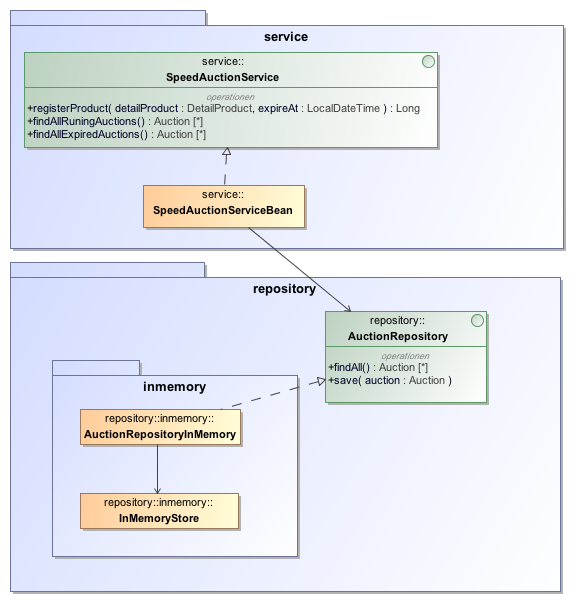 service
service::
SpeedAuctionService
operationen
+registerProduct( detailProduct : DetailProduct, expireAt : LocalDateTime ) : Long
+findAllRuningAuctions() : Auction [*]
+findAllExpiredAuctions() : Auction [*]
service::
SpeedAuctionServiceBean
repository
repository::
AuctionRepository
operationen
+findAll() : Auction [*]
+save( auction : Auction )
inmemory
repository::inmemory::
AuctionRepositoryInMemory
repository::inmemory::
InMemoryStore